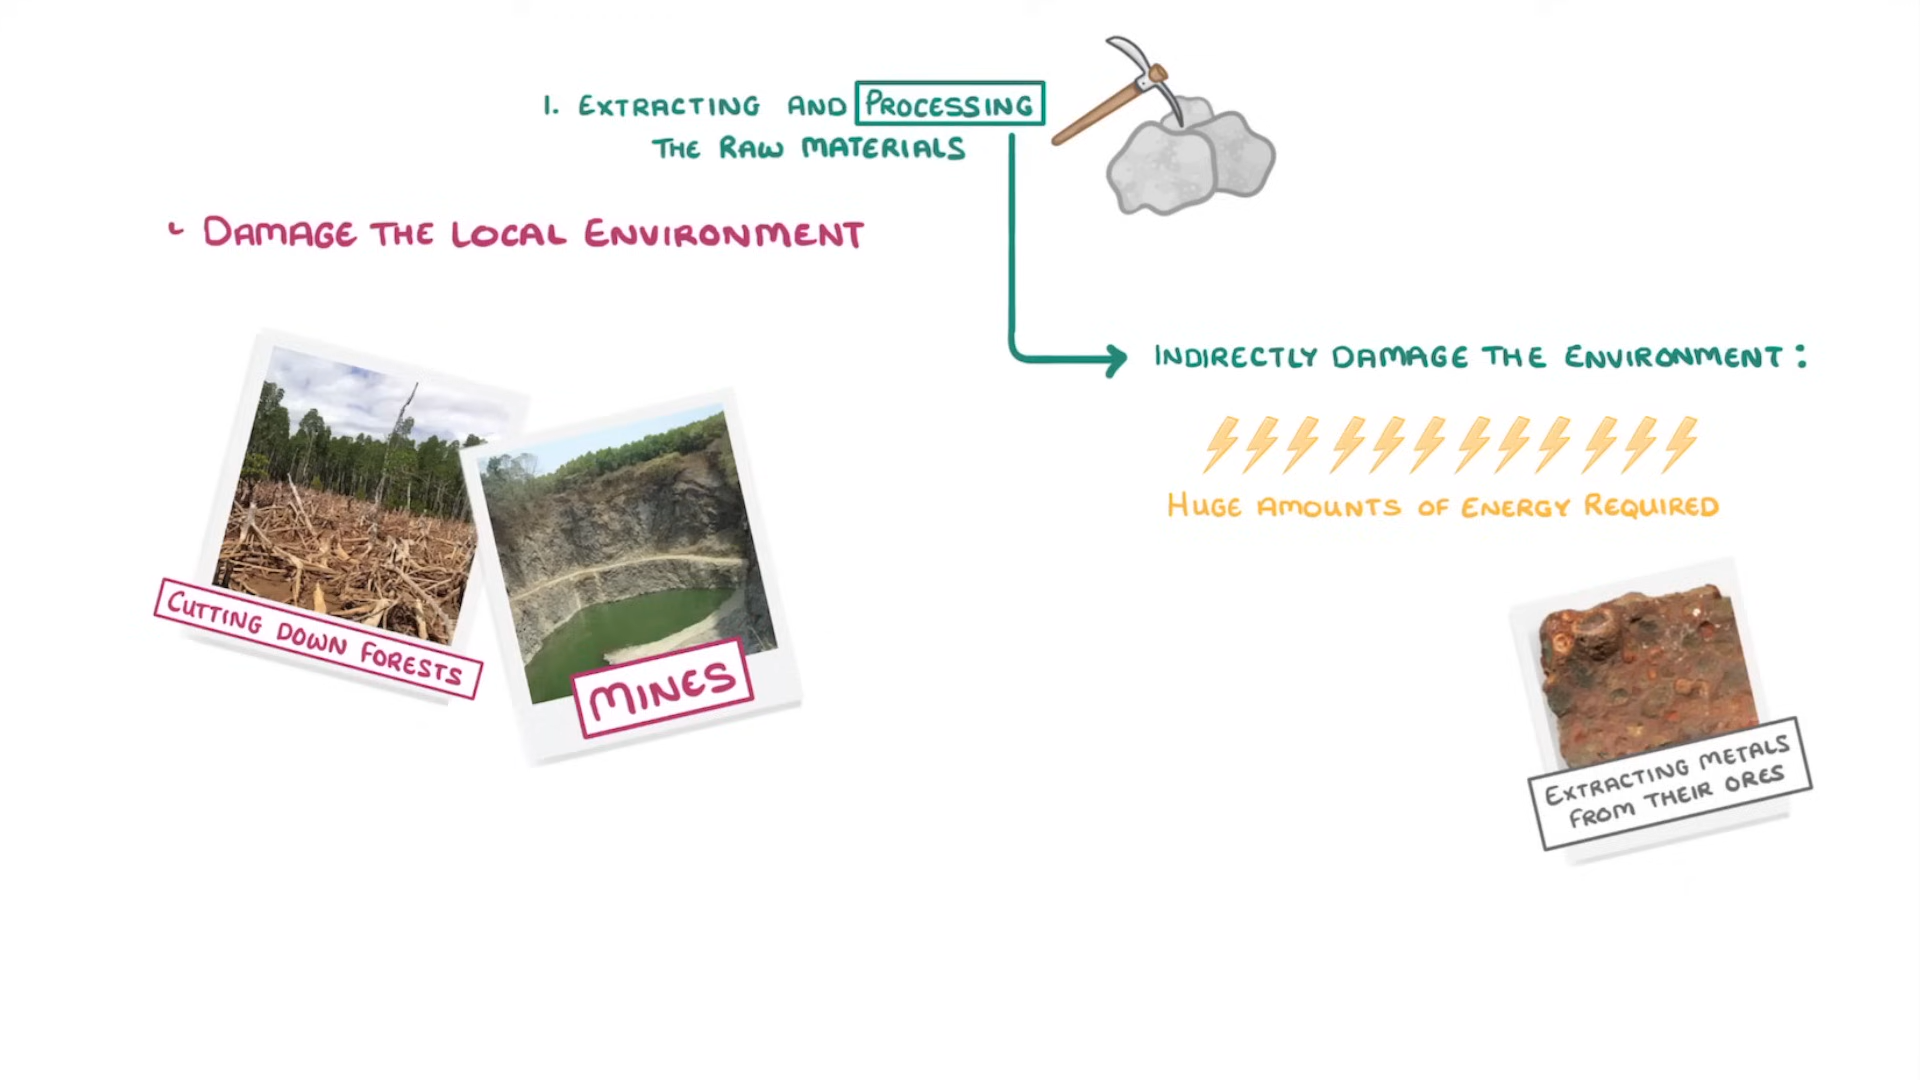 1. EXTRACTING AND PROCESSING
THE RAW MATERIALS
DAMAGE THE LOCAL ENVIRONMENT
INDIRECTLY DAMAGE THE ENVIRONMENT:
HUGE AMOUNTS OF ENERGY REQUIRED
CUTTING DOWN FORESTS
MINES
EXTRACTING METALS
FROM THEIR ORES